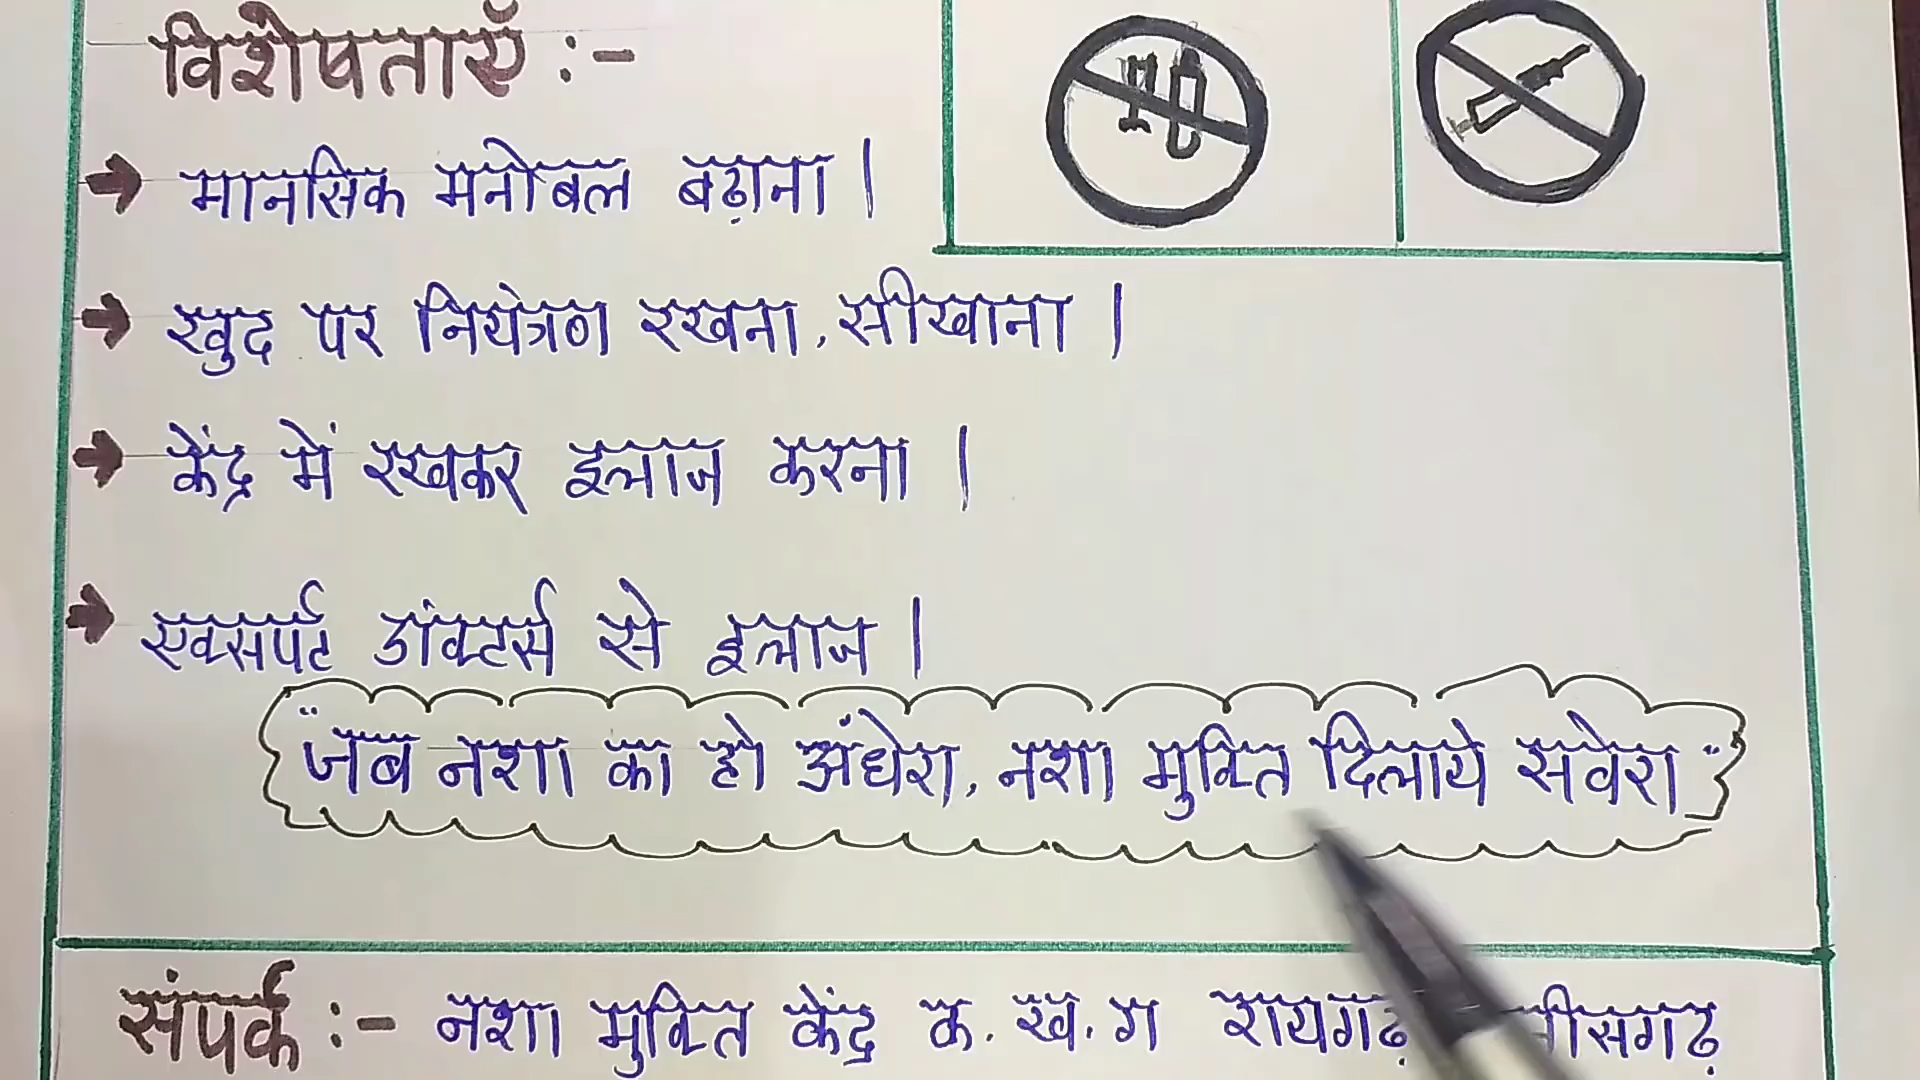 विशेषताएँ :-
मानसिक मनोबल बढ़ाना |
खुद पर नियंत्रण रखना, सीखाना |
केंद्र में रखकर इलाज करना |
एक्सपर्ट डॉक्टर्स से इलाज |
"जब नशा का हो अंधेरा, नशा मुक्ति दिलाये सवेरा"
संपर्क :- नशा मुक्ति केंद्र क. ख. ग रायगढ़